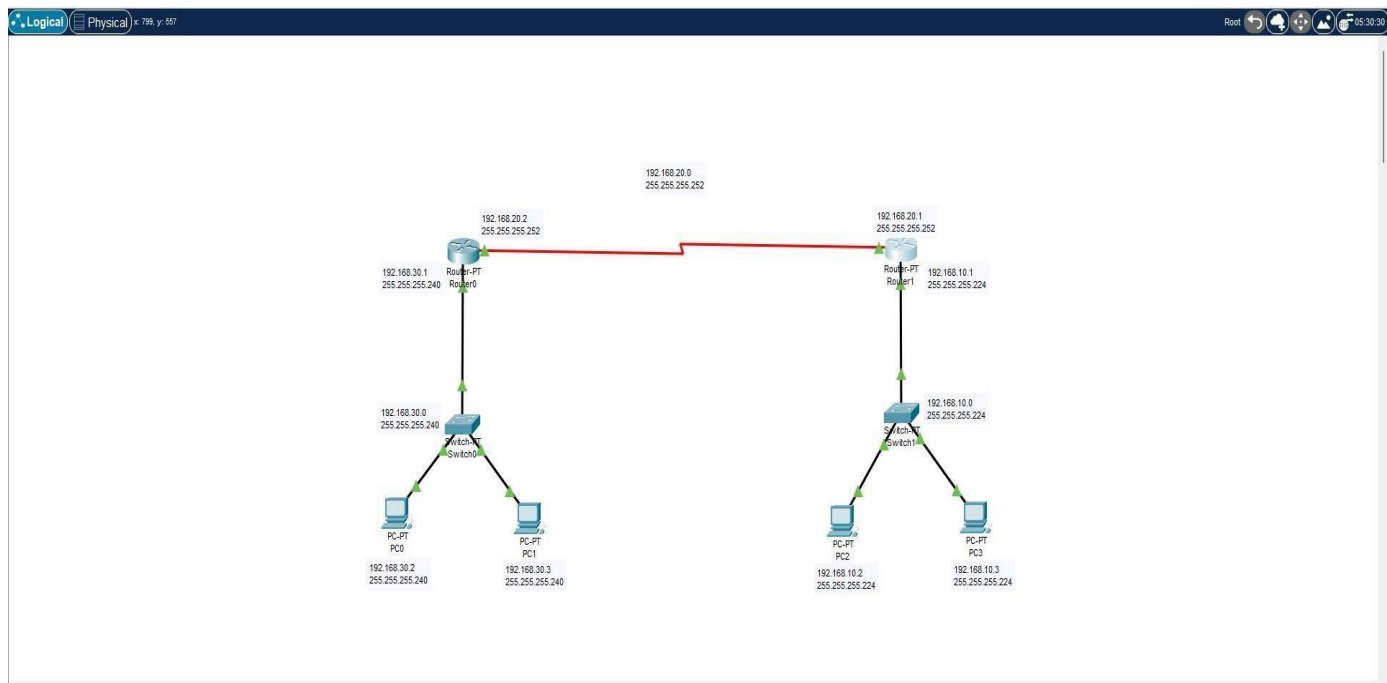 Logical Physical x: 799, y: 557 Root 05:30:30
192.168.20.0
255.255.255.252
192.168.20.2
255.255.255.252
192.168.20.1
255.255.255.252
192.168.30.1
255.255.255.240
Router-PT
Router0
Router-PT
Router1
192.168.10.1
255.255.255.224
192.168.30.0
255.255.255.240
Switch-PT
Switch0
192.168.10.0
255.255.255.224
Switch-PT
Switch1
PC-PT
PC0
PC-PT
PC1
PC-PT
PC2
PC-PT
PC3
192.168.30.2
255.255.255.240
192.168.30.3
255.255.255.240
192.168.10.2
255.255.255.224
192.168.10.3
255.255.255.224